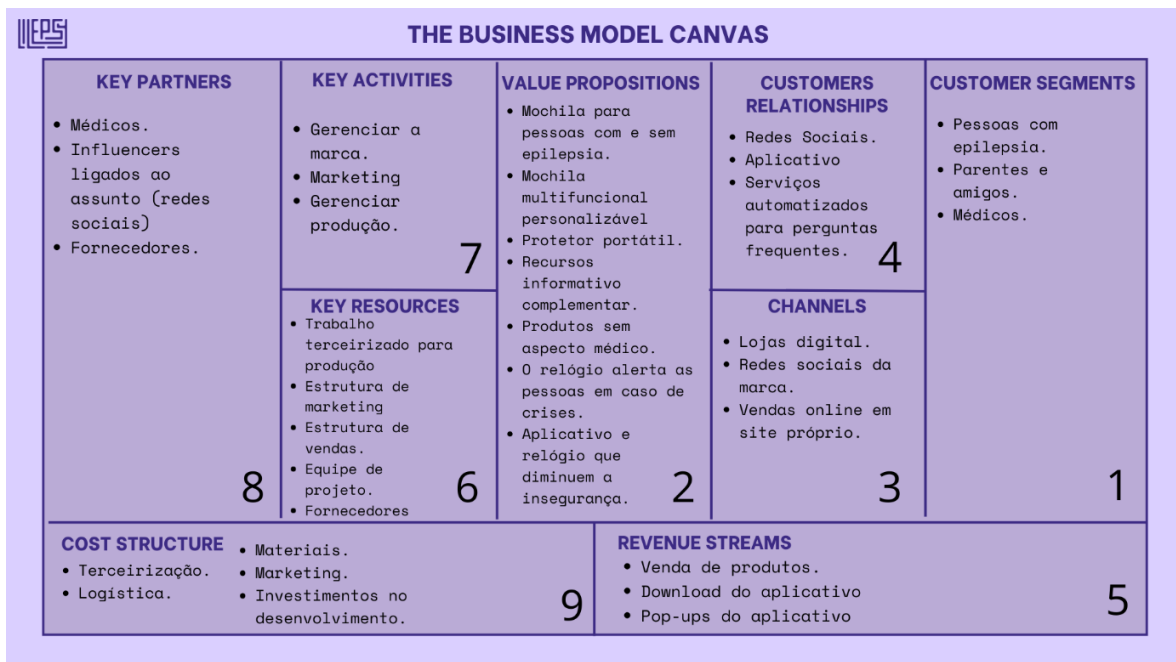 EPS
THE BUSINESS MODEL CANVAS
KEY PARTNERS
• Médicos.
• Influencers
ligados ao
assunto (redes
sociais)
• Fornecedores.
8
KEY ACTIVITIES
• Gerenciar a
marca.
• Marketing
• Gerenciar
produção.
7
KEY RESOURCES
• Trabalho
terceirizado para
produção
• Estrutura de
marketing
• Estrutura de
vendas.
• Equipe de
projeto.
• Fornecedores
6
VALUE PROPOSITIONS
• Mochila para
pessoas com e sem
epilepsia.
• Mochila
multifuncional
personalizável
• Protetor portátil.
• Recursos
informativo
complementar.
• Produtos sem
aspecto médico.
• O relógio alerta as
pessoas em caso de
crises.
• Aplicativo e
relógio que
diminuem a
insegurança.
2
CUSTOMERS
RELATIONSHIPS
• Redes Sociais.
• Aplicativo
• Serviços
automatizados
para perguntas
frequentes.
4
CHANNELS
• Lojas digital.
• Redes sociais da
marca.
• Vendas online em
site próprio.
3
CUSTOMER SEGMENTS
• Pessoas com
epilepsia.
• Parentes e
amigos.
• Médicos.
1
COST STRUCTURE
• Terceirização.
• Logística.
• Materiais.
• Marketing.
• Investimentos no
desenvolvimento.
9
REVENUE STREAMS
• Venda de produtos.
• Download do aplicativo
• Pop-ups do aplicativo
5